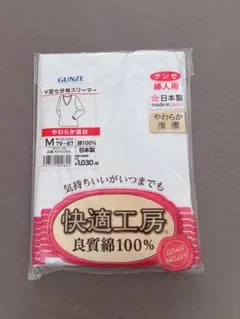 GUNZE
V型七分袖スリーマー
やわらか素材
M
79~87
綿100%
日本製
1,030
グンゼ
婦人用
日本製
made in Japan
やわらか
清潔
気持ちいいがいつまでも
快適工房
良質綿100%
LONG
SELLER